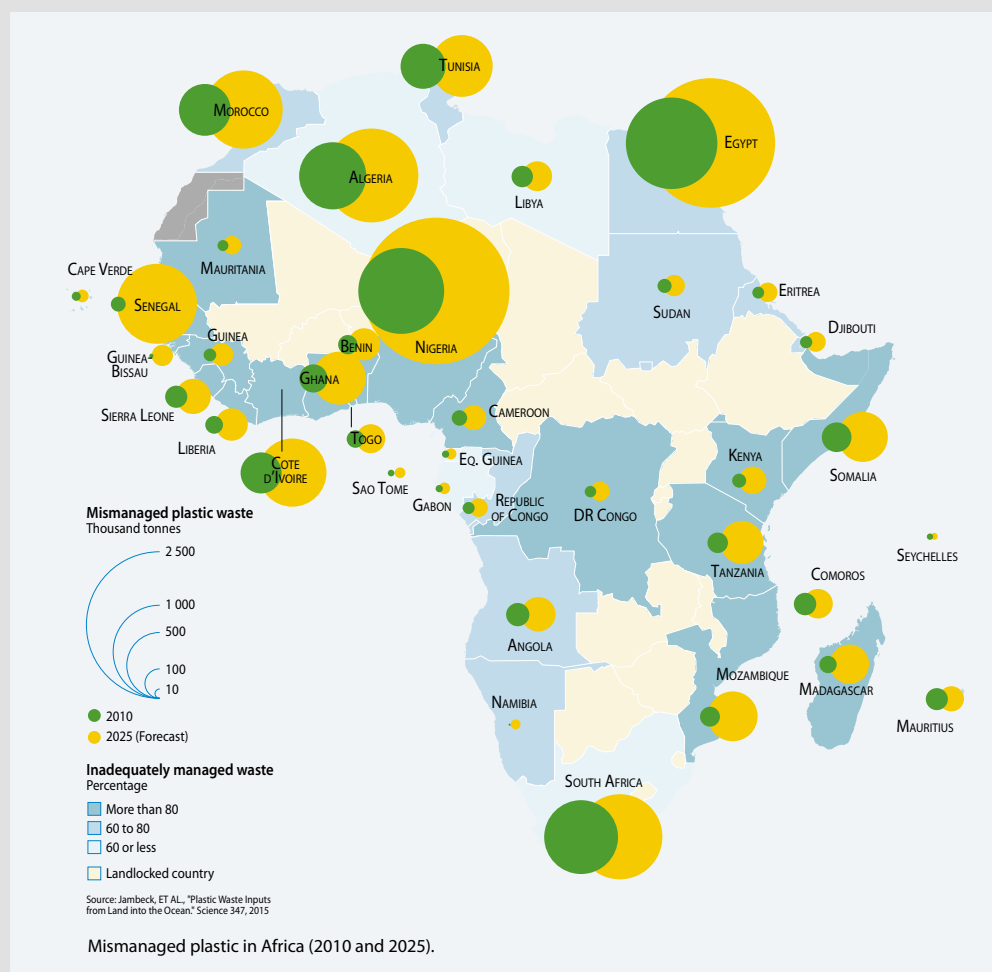 TUNISIA
MOROCCO
EGYPT
ALGERIA
LIBYA
CAPE VERDE
MAURITANIA
SENEGAL
SUDAN
ERITREA
DJIBOUTI
GUINEA
BENIN
NIGERIA
GUINEA-
BISSAU
GHANA
SIERRA LEONE
CAMEROON
LIBERIA
TOGO
KENYA
SOMALIA
COTE
D'IVOIRE
EQ. GUINEA
SAO TOME
GABON
REPUBLIC
OF CONGO
DR CONGO
SEYCHELLES
TANZANIA
COMOROS
ANGOLA
MOZAMBIQUE
MADAGASCAR
NAMIBIA
MAURITIUS
SOUTH AFRICA
Mismanaged plastic waste
Thousand tonnes
2 500
1 000
500
100
10
2010
2025 (Forecast)
Inadequately managed waste
Percentage
More than 80
60 to 80
60 or less
Landlocked country
Source: Jambeck, ET AL., "Plastic Waste Inputs
from Land into the Ocean." Science 347, 2015
Mismanaged plastic in Africa (2010 and 2025).